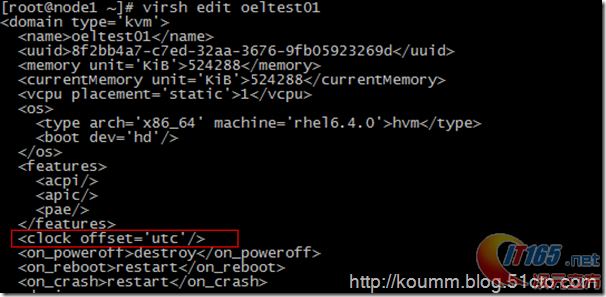 [root@node1 ~]# virsh edit oeltest01
<domain type='kvm'>
  <name>oeltest01</name>
  <uuid>8f2bb4a7-c7ed-32aa-3676-9fb05923269d</uuid>
  <memory unit='KiB'>524288</memory>
  <currentMemory unit='KiB'>524288</currentMemory>
  <vcpu placement='static'>1</vcpu>
  <os>
    <type arch='x86_64' machine='rhel6.4.0'>hvm</type>
    <boot dev='hd'/>
  </os>
  <features>
    <acpi/>
    <apic/>
    <pae/>
  </features>
  <clock offset='utc'/>
  <on_poweroff>destroy</on_poweroff>
  <on_reboot>restart</on_reboot>
  <on_crash>restart</on_crash>
IT165.net
http://koumm.blog.51cto.com